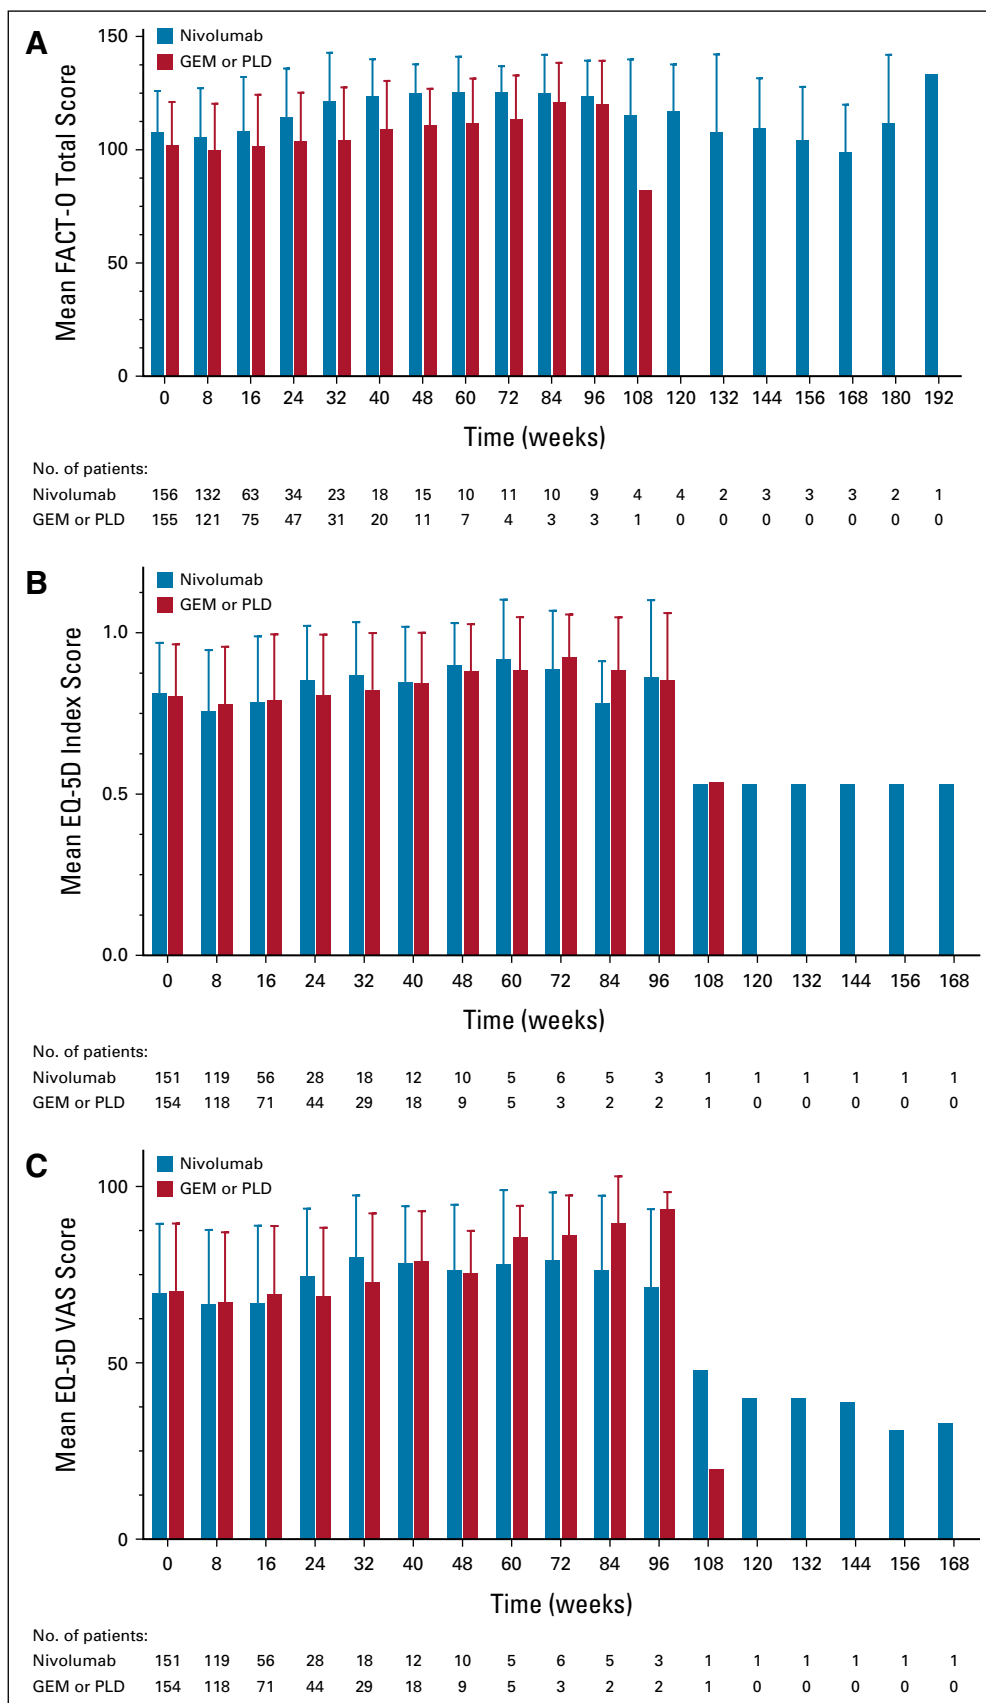 A
Nivolumab
GEM or PLD
Mean FACT-O Total Score
150
100
50
0
0 8 16 24 32 40 48 60 72 84 96 108 120 132 144 156 168 180 192
Time (weeks)
No. of patients:
Nivolumab 156 132 63 34 23 18 15 10 11 10 9 4 4 2 3 3 3 2 1
GEM or PLD 155 121 75 47 31 20 11 7 4 3 3 1 0 0 0 0 0 0 0
B
Nivolumab
GEM or PLD
Mean EQ-5D Index Score
1.0
0.5
0.0
0 8 16 24 32 40 48 60 72 84 96 108 120 132 144 156 168
Time (weeks)
No. of patients:
Nivolumab 151 119 56 28 18 12 10 5 6 5 3 1 1 1 1 1 1
GEM or PLD 154 118 71 44 29 18 9 5 3 2 2 1 0 0 0 0 0
C
Nivolumab
GEM or PLD
Mean EQ-5D VAS Score
100
50
0
0 8 16 24 32 40 48 60 72 84 96 108 120 132 144 156 168
Time (weeks)
No. of patients:
Nivolumab 151 119 56 28 18 12 10 5 6 5 3 1 1 1 1 1 1
GEM or PLD 154 118 71 44 29 18 9 5 3 2 2 1 0 0 0 0 0